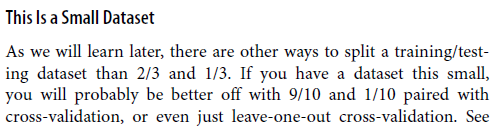 This Is a Small Dataset
As we will learn later, there are other ways to split a training/test-
ing dataset than 2/3 and 1/3. If you have a dataset this small,
you will probably be better off with 9/10 and 1/10 paired with
cross-validation, or even just leave-one-out cross-validation. See